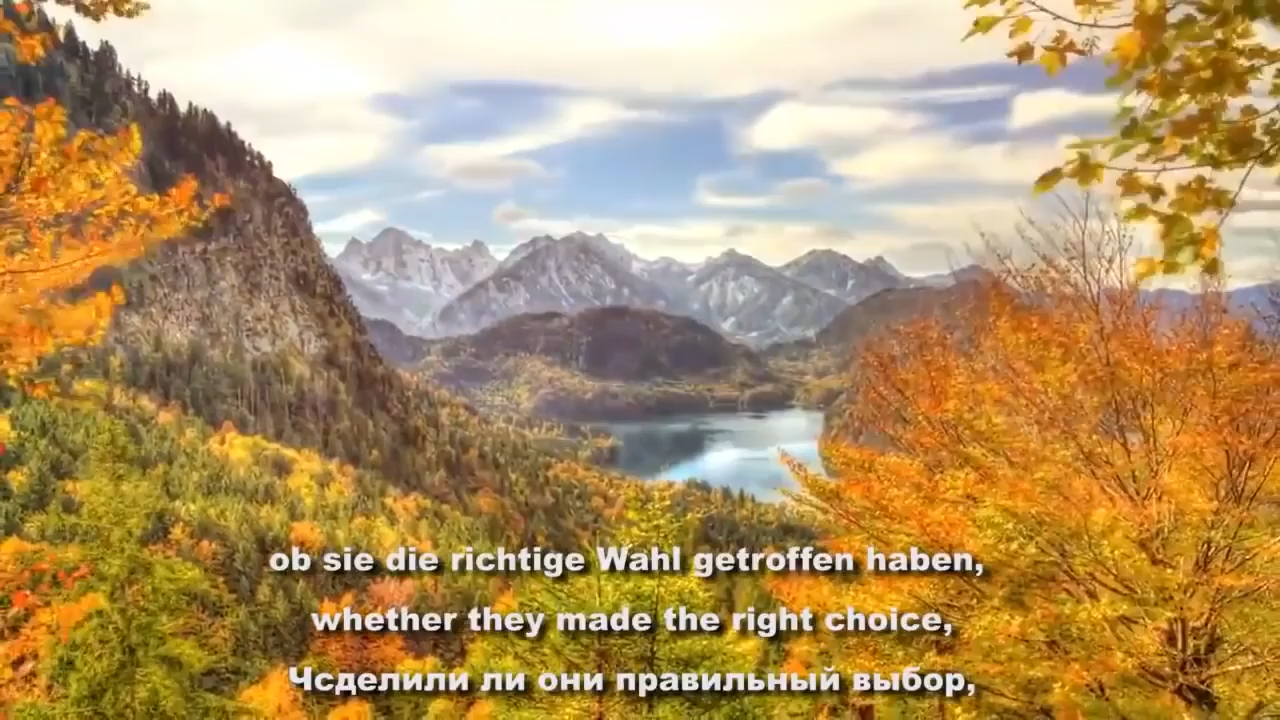 ob sie die richtige Wahl getroffen haben,
whether they made the right choice,
Чсделили ли они правильный выбор,